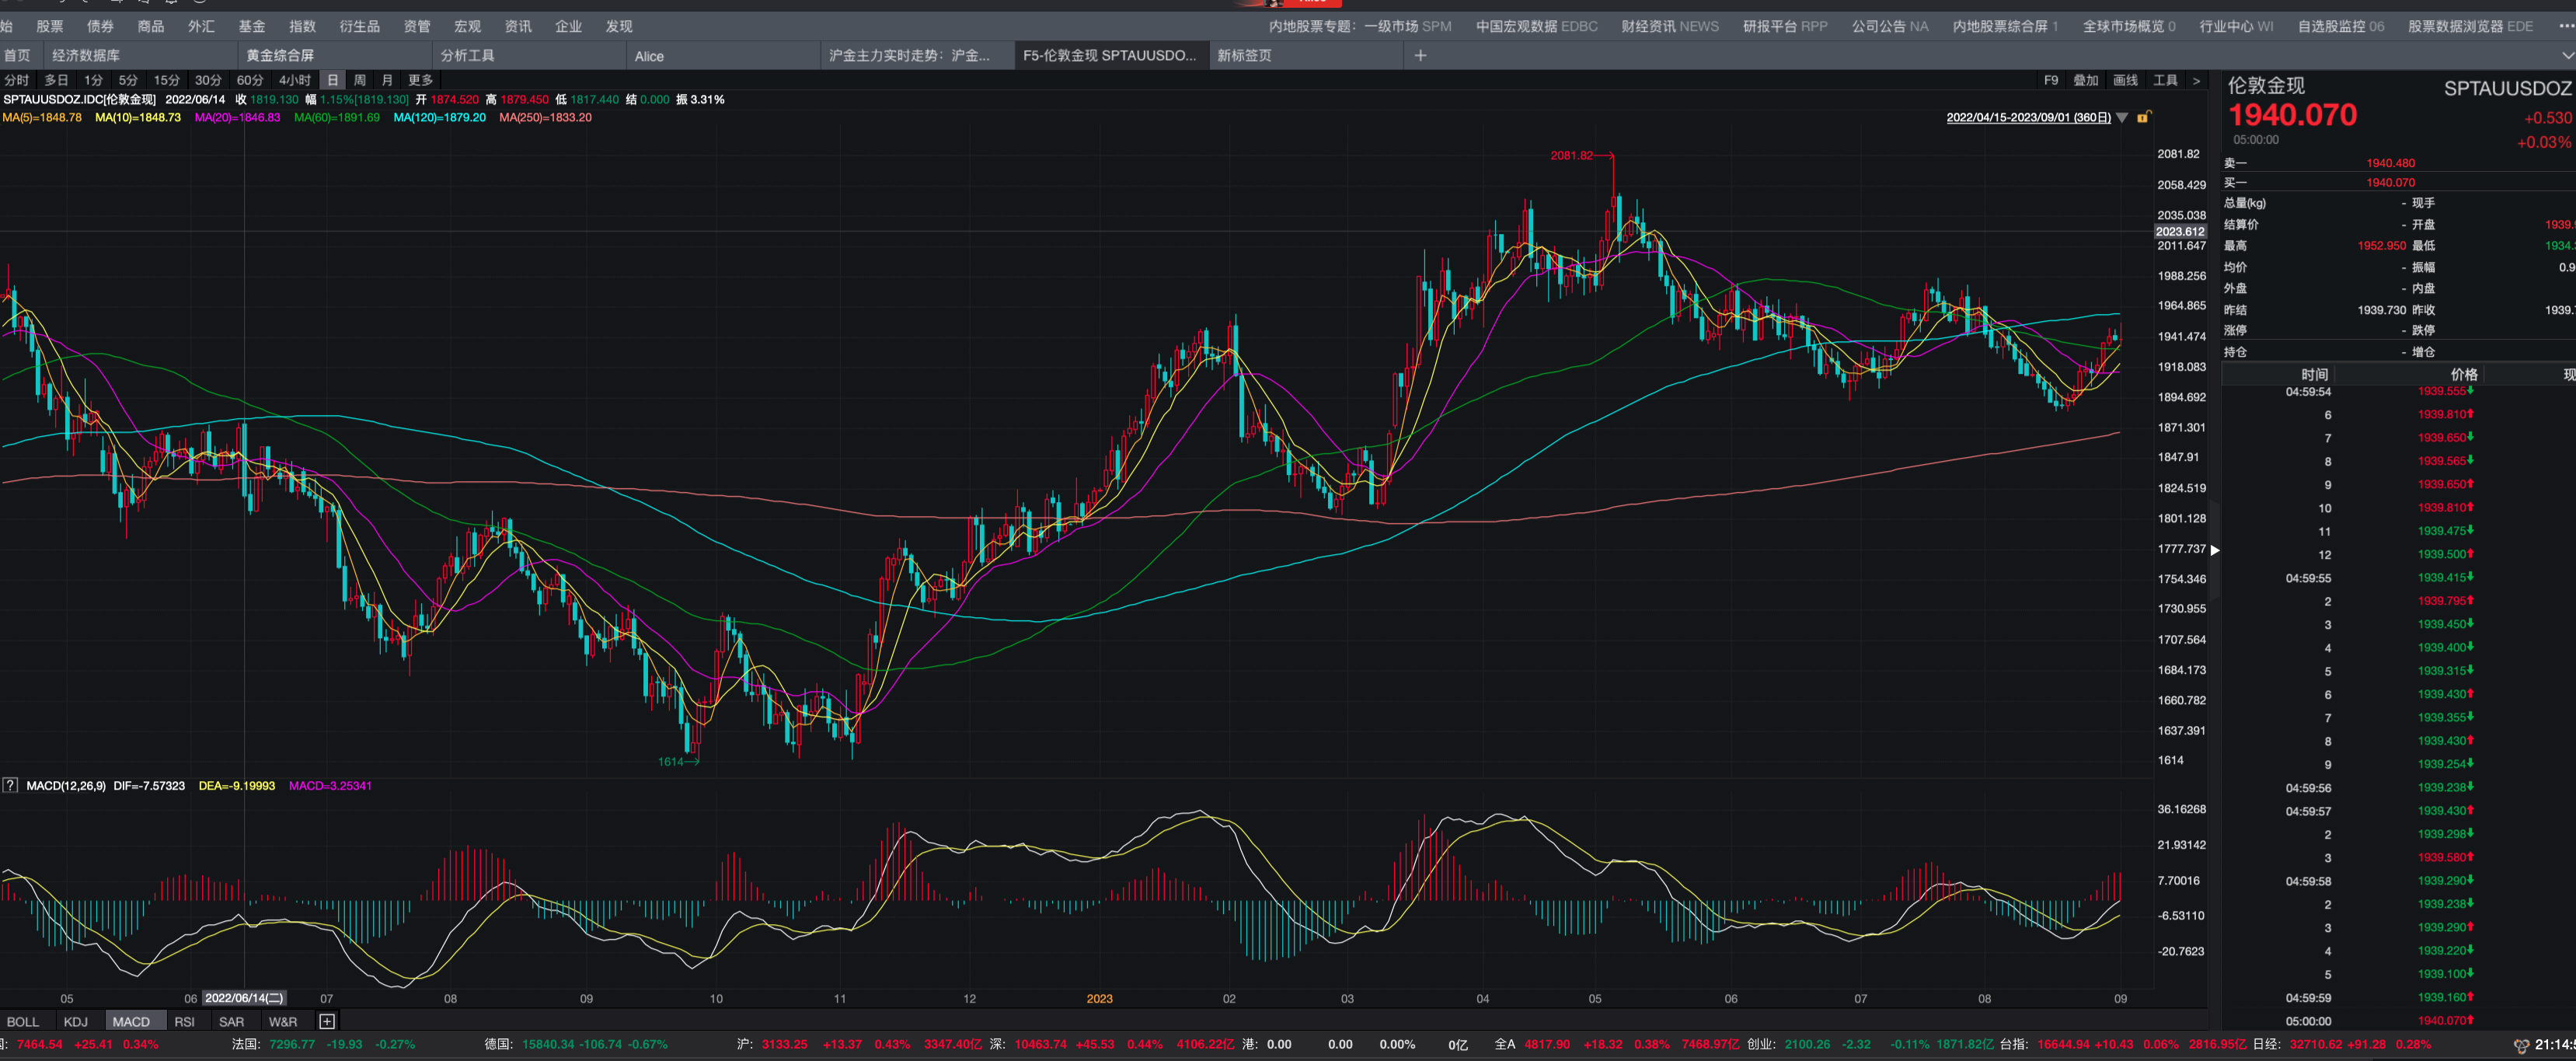 始 股票 债券 商品 外汇 基金 指数 衍生品 资管 宏观 资讯 企业 发现 内地股票专题：一级市场 SPM 中国宏观数据 EDBC 财经资讯 NEWS 研报平台 RPP 公司公告 NA 内地股票综合屏 1 全球市场概览 0 行业中心 WI 自选股监控 06 股票数据浏览器 EDE
首页 经济数据库 黄金综合屏 分析工具 Alice 沪金主力实时走势：沪金... F5-伦敦金现 SPTAUUSDO... 新标签页
分时 多日 1分 5分 15分 30分 60分 4小时 日 周 月 更多 F9 叠加 画线 工具 >
SPTAUUSDOZ.IDC[伦敦金现] 2022/06/14 收 1819.130 幅 1.15%[1819.130] 开 1874.520 高 1879.450 低 1817.440 结 0.000 振 3.31%
MA(5)=1848.78 MA(10)=1848.73 MA(20)=1846.83 MA(60)=1891.69 MA(120)=1879.20 MA(250)=1833.20
2022/04/15-2023/09/01 (360日)
2081.82
2081.82
2058.429
2035.038
2023.612
2011.647
1988.256
1964.865
1941.474
1918.083
1894.692
1871.301
1847.91
1824.519
1801.128
1777.737
1754.346
1730.955
1707.564
1684.173
1660.782
1637.391
1614
1614
? MACD(12,26,9) DIF=-7.57323 DEA=-9.19993 MACD=3.25341
36.16268
21.93142
7.70016
-6.53110
-20.7623
05 06 2022/06/14(二) 07 08 09 10 11 12 2023 02 03 04 05 06 07 08 09
BOLL KDJ MACD RSI SAR W&R
伦敦金现 SPTAUUSDOZ
1940.070 +0.530
05:00:00 +0.03%
卖一 1940.480
买一 1940.070
总量(kg) - 现手
结算价 - 开盘 1939.
最高 1952.950 最低 1934.
均价 - 振幅 0.9
外盘 - 内盘
昨结 1939.730 昨收 1939.
涨停 - 跌停
持仓 - 增仓
时间 价格 现
04:59:54 1939.555
6 1939.810
7 1939.650
8 1939.565
9 1939.650
10 1939.810
11 1939.475
12 1939.500
04:59:55 1939.415
2 1939.795
3 1939.450
4 1939.400
5 1939.315
6 1939.430
7 1939.355
8 1939.430
9 1939.254
04:59:56 1939.238
04:59:57 1939.430
2 1939.298
3 1939.580
04:59:58 1939.290
2 1939.238
3 1939.290
4 1939.220
5 1939.100
04:59:59 1939.160
05:00:00 1940.070
7464.54 +25.41 0.34% 法国: 7296.77 -19.93 -0.27% 德国: 15840.34 -106.74 -0.67% 沪: 3133.25 +13.37 0.43% 3347.40亿 深: 10463.74 +45.53 0.44% 4106.22亿 港: 0.00 0.00 0.00% 0亿 全A 4817.90 +18.32 0.38% 7468.97亿 创业: 2100.26 -2.32 -0.11% 1871.82亿 台指: 16644.94 +10.43 0.06% 2816.95亿 日经: 32710.62 +91.28 0.28% 21:14: